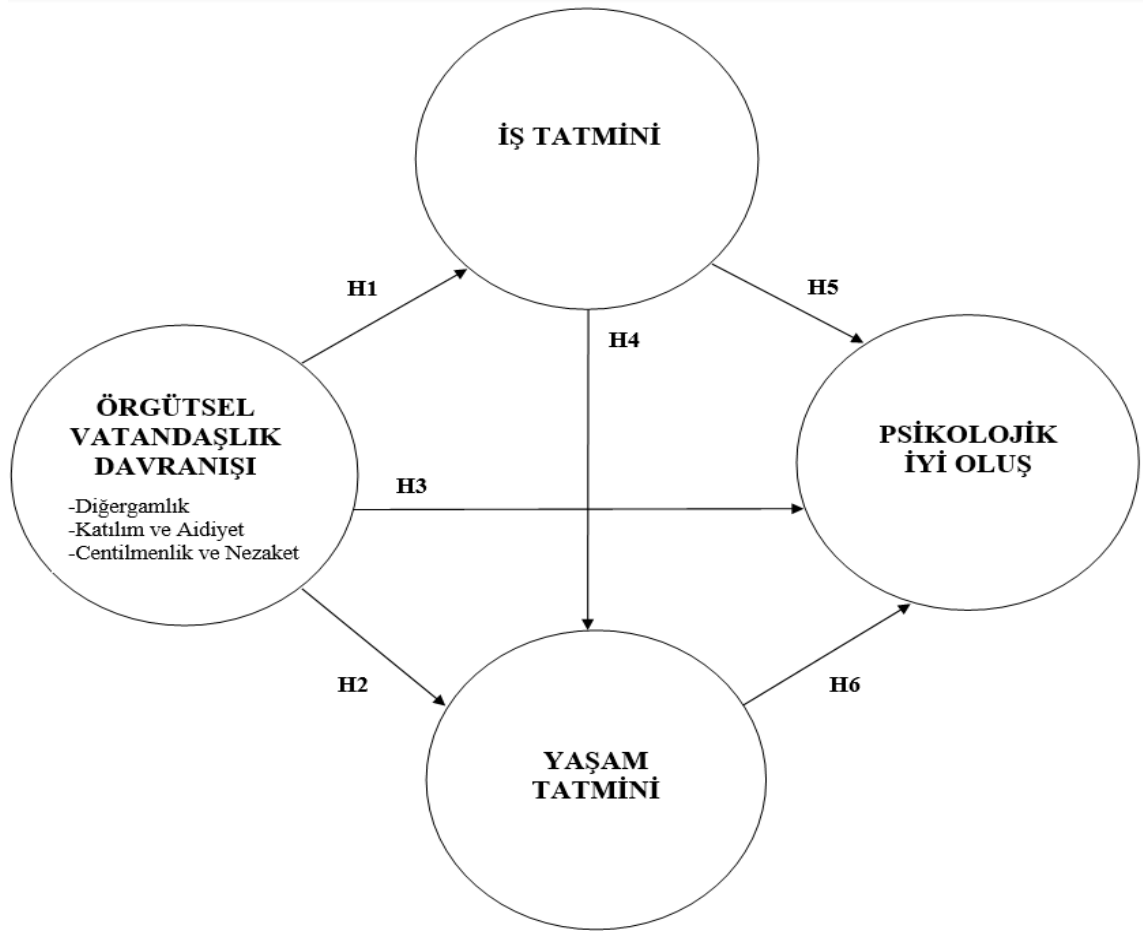 İŞ TATMİNİ
H1
H5
H4
ÖRGÜTSEL
VATANDAŞLIK
DAVRANIŞI
-Diğergamlık
-Katılım ve Aidiyet
-Centilmenlik ve Nezaket
PSİKOLOJİK
İYİ OLUŞ
H3
H2
H6
YAŞAM
TATMİNİ